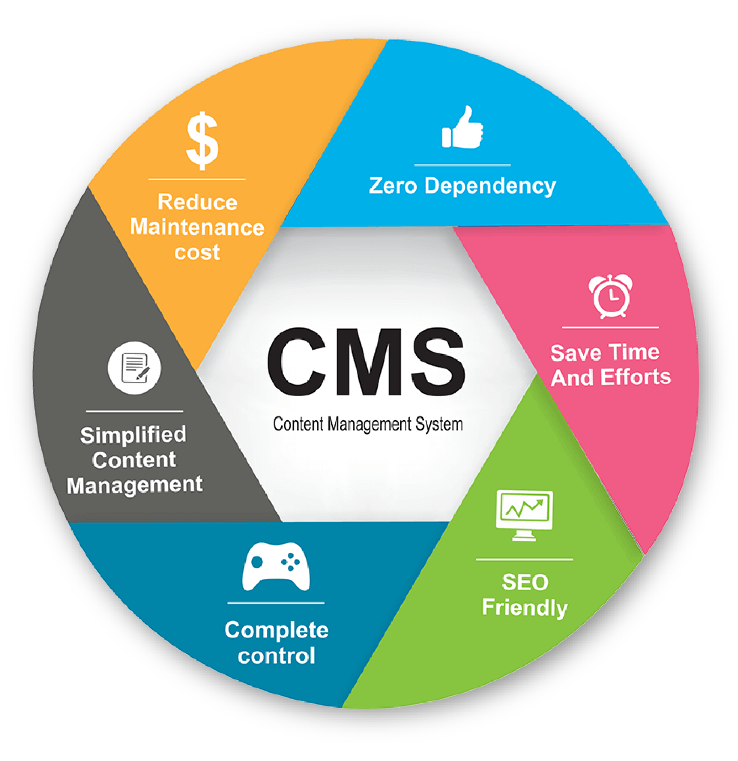 $
Reduce
Maintenance
cost
Zero Dependency
Save Time
And Efforts
CMS
Content Management System
Simplified
Content
Management
SEO
Friendly
Complete
control